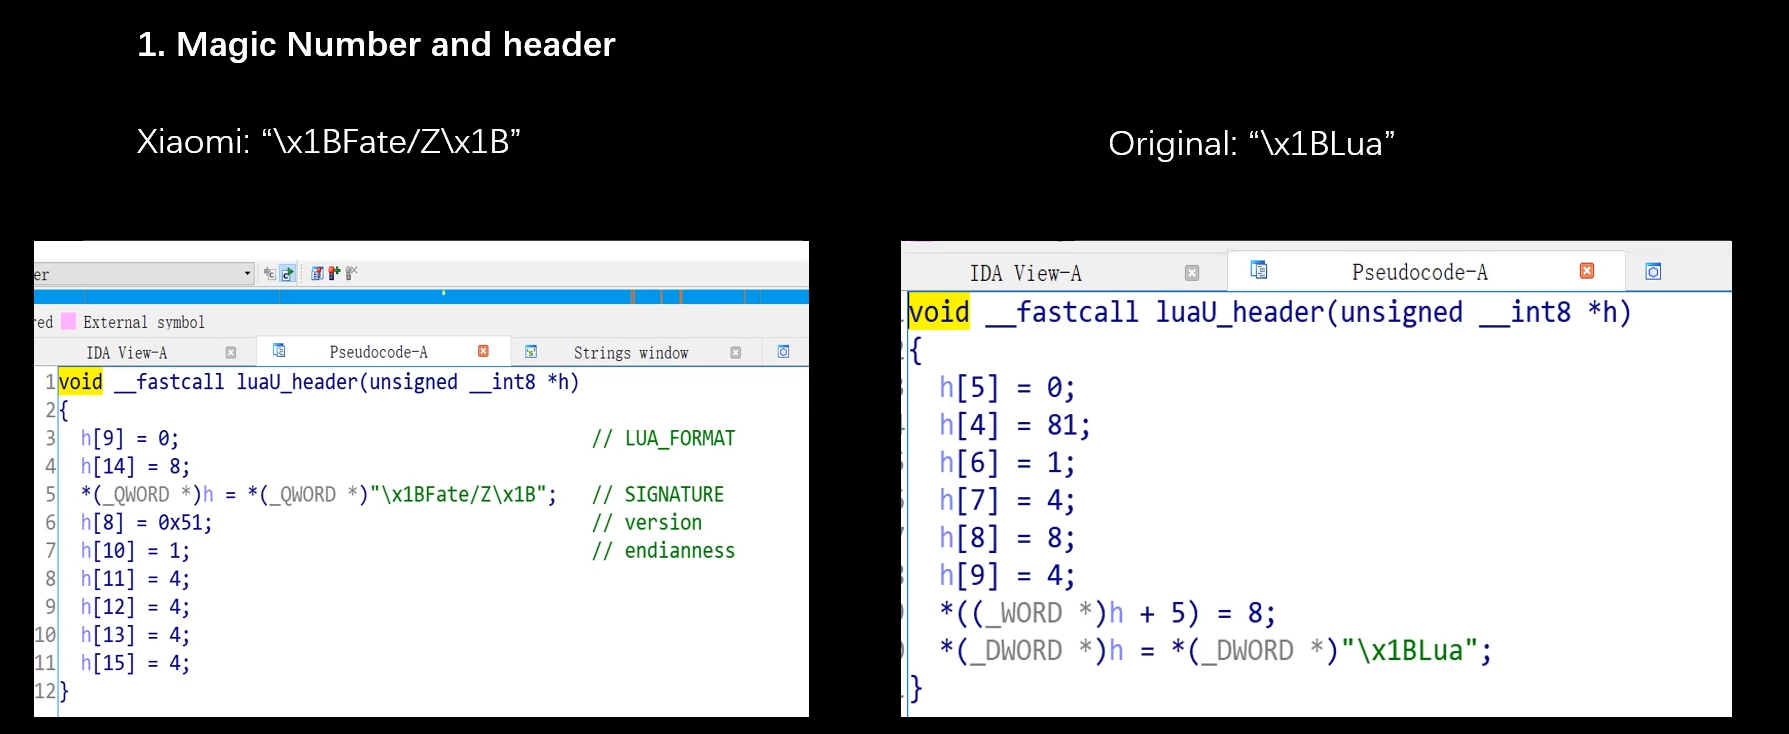 1. Magic Number and header
Xiaomi: “\x1BFate/Z\x1B”
Original: “\x1BLua”
er
red External symbol
IDA View-A Pseudocode-A Strings window
1 void __fastcall luaU_header(unsigned __int8 *h)
2 {
3 h[9] = 0; // LUA_FORMAT
4 h[14] = 8;
5 *(_QWORD *)h = *(_QWORD *)"\x1BFate/Z\x1B"; // SIGNATURE
6 h[8] = 0x51; // version
7 h[10] = 1; // endianness
8 h[11] = 4;
9 h[12] = 4;
10 h[13] = 4;
11 h[15] = 4;
12 }
IDA View-A Pseudocode-A
void __fastcall luaU_header(unsigned __int8 *h)
{
h[5] = 0;
h[4] = 81;
h[6] = 1;
h[7] = 4;
h[8] = 8;
h[9] = 4;
*((_WORD *)h + 5) = 8;
*(_DWORD *)h = *(_DWORD *)"\x1BLua";
}